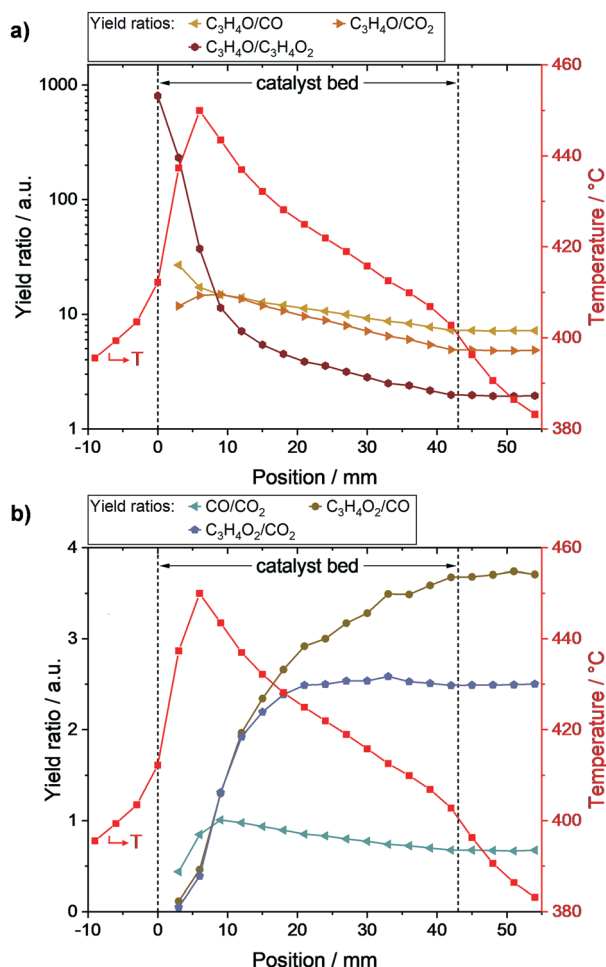 a)
Yield ratios: C₃H₄O/CO C₃H₄O/CO₂
C₃H₄O/C₃H₄O₂
catalyst bed
1000
100
10
1
Yield ratio / a.u.
460
440
420
400
380
Temperature / °C
T
-10 0 10 20 30 40 50
Position / mm
b)
Yield ratios: CO/CO₂ C₃H₄O₂/CO
C₃H₄O₂/CO₂
catalyst bed
4
3
2
1
0
Yield ratio / a.u.
460
440
420
400
380
Temperature / °C
T
-10 0 10 20 30 40 50
Position / mm